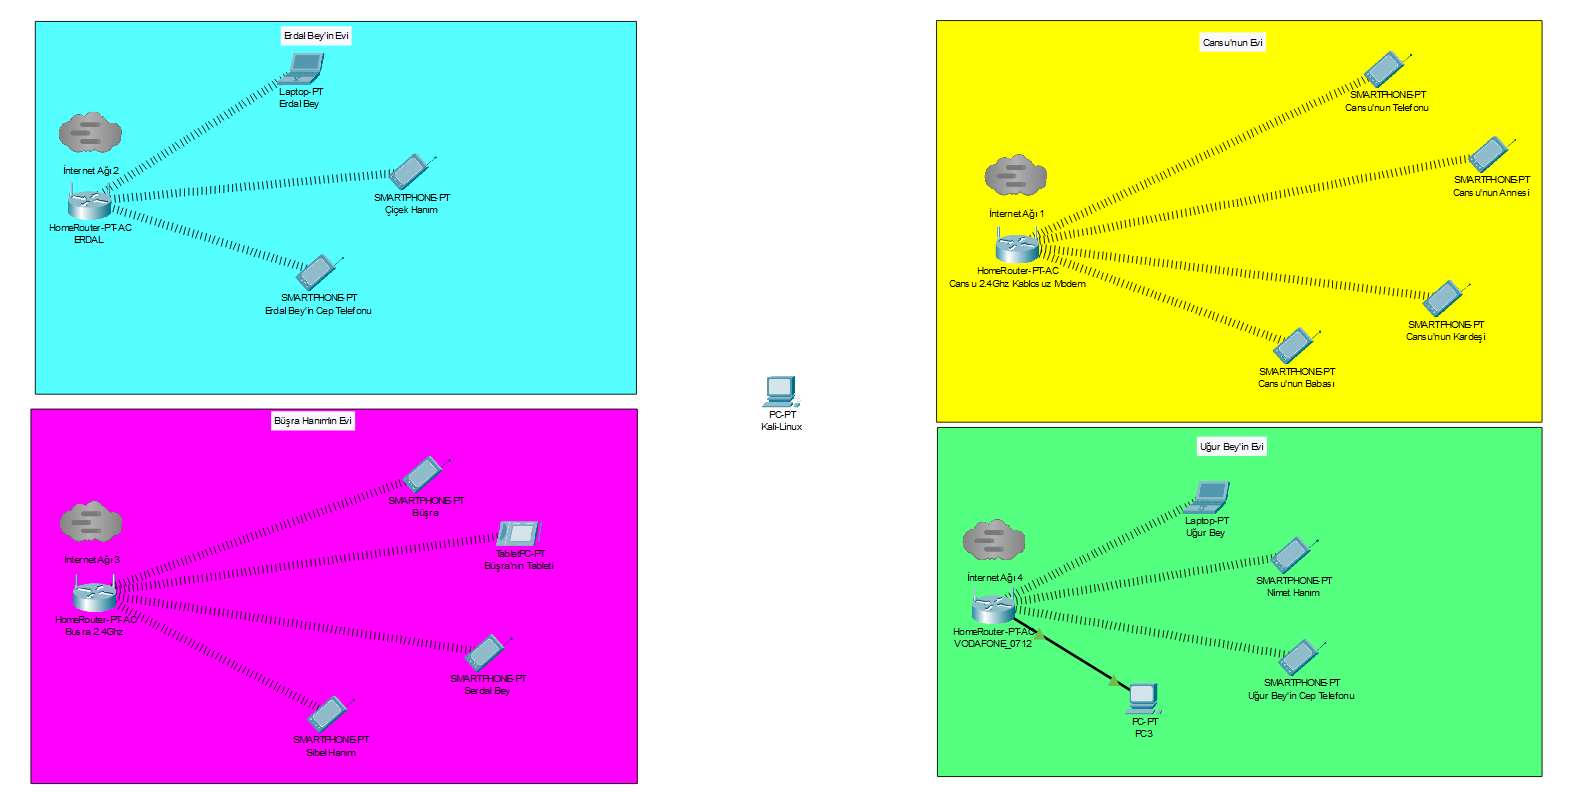 Erdal Bey'in Evi
Laptop-PT
Erdal Bey
İnternet Ağı 2
SMARTPHONE-PT
Çiçek Hanım
HomeRouter-PT-AC
ERDAL
SMARTPHONE-PT
Erdal Bey'in Cep Telefonu
Cansu'nun Evi
SMARTPHONE-PT
Cansu'nun Telefonu
SMARTPHONE-PT
Cansu'nun Annesi
İnternet Ağı 1
HomeRouter-PT-AC
Cansu 2.4Ghz Kablosuz Modem
SMARTPHONE-PT
Cansu'nun Kardeşi
SMARTPHONE-PT
Cansu'nun Babası
PC-PT
Kali-Linux
Büşra Hanım'ın Evi
SMARTPHONE-PT
Büşra
TabletPC-PT
Büşra'nın Tableti
İnternet Ağı 3
HomeRouter-PT-AC
Busra 2.4Ghz
SMARTPHONE-PT
Serdal Bey
SMARTPHONE-PT
Sibel Hanım
Uğur Bey'in Evi
Laptop-PT
Uğur Bey
İnternet Ağı 4
SMARTPHONE-PT
Nimet Hanım
HomeRouter-PT-AC
VODAFONE_0712
SMARTPHONE-PT
Uğur Bey'in Cep Telefonu
PC-PT
PC3